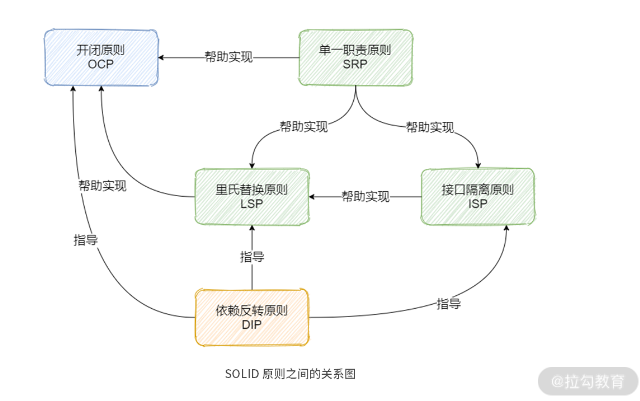 开闭原则
OCP
帮助实现
单一职责原则
SRP
帮助实现
帮助实现
帮助实现
里氏替换原则
LSP
帮助实现
接口隔离原则
ISP
指导
指导
指导
依赖反转原则
DIP
SOLID 原则之间的关系图
@拉勾教育